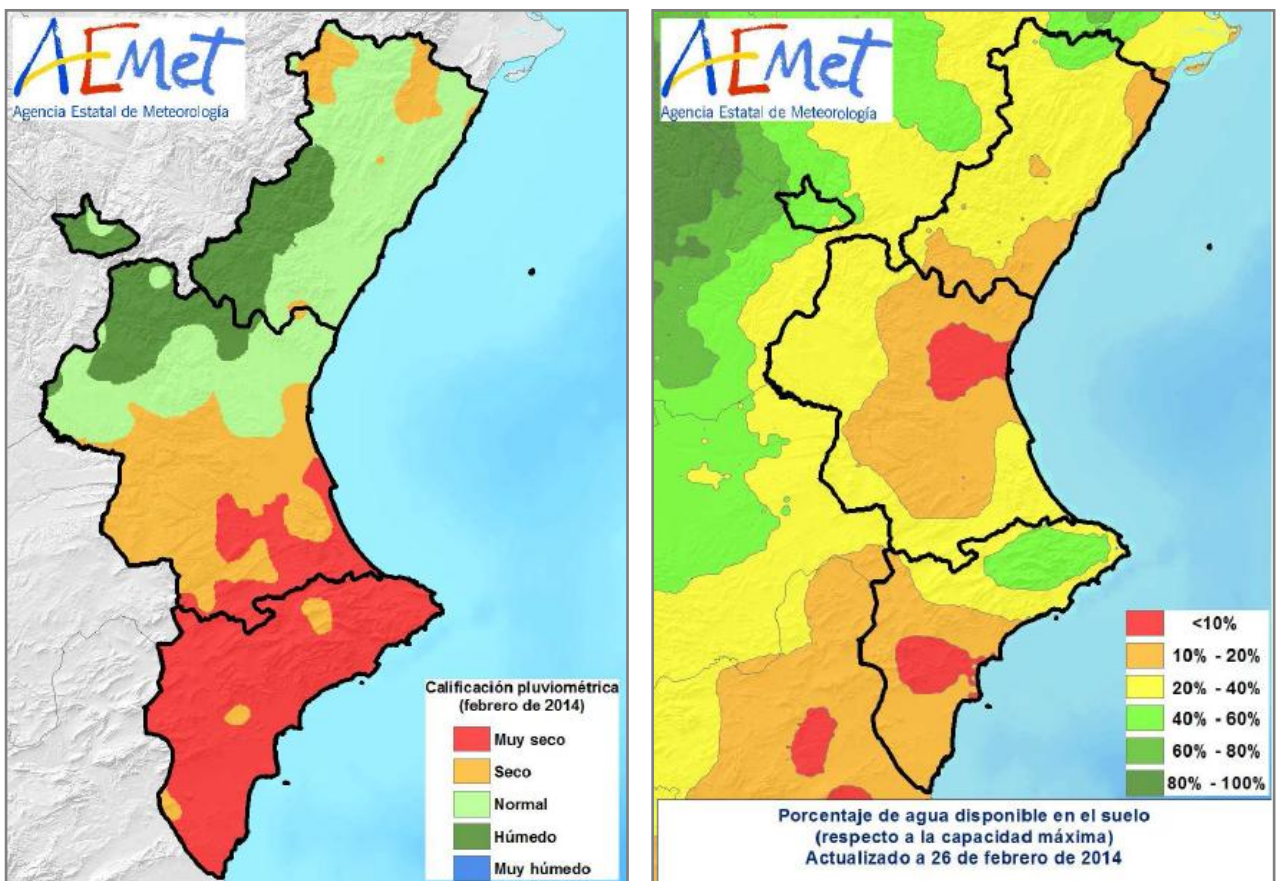 AEMet
Agencia Estatal de Meteorología
Calificación pluviométrica
(febrero de 2014)
Muy seco
Seco
Normal
Húmedo
Muy húmedo
AEMet
Agencia Estatal de Meteorología
<10%
10% - 20%
20% - 40%
40% - 60%
60% - 80%
80% - 100%
Porcentaje de agua disponible en el suelo
(respecto a la capacidad máxima)
Actualizado a 26 de febrero de 2014